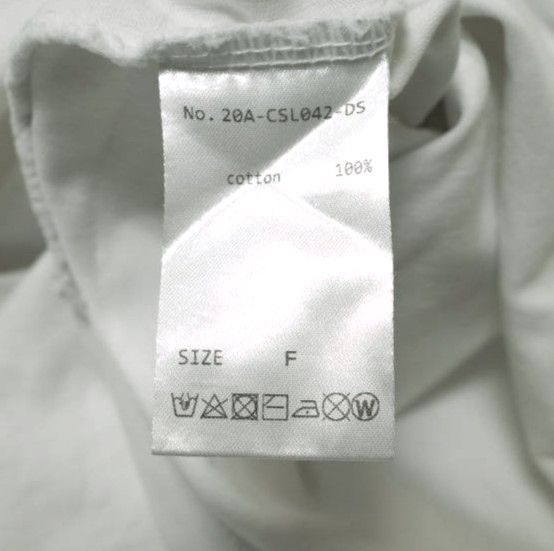 No. 20A-CSL042-DS
cotton 100%
SIZE F
W